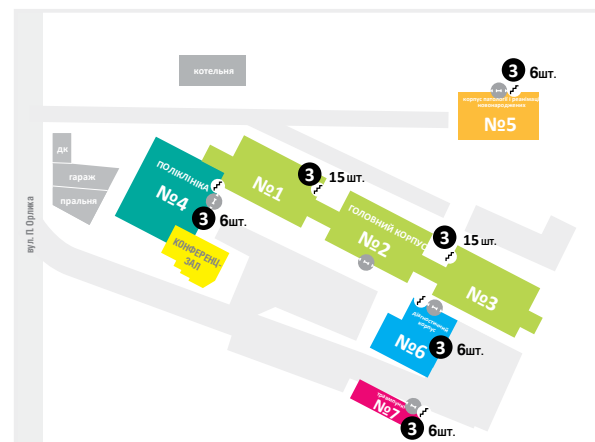 котельня
3 6шт.
корпус патології і реанімації
новонароджених
№5
дк
гараж
пральня
вул. П. Орлика
ПОЛІКЛІНІКА
№4
3 6шт.
КОНФЕРЕНЦ-
ЗАЛ
№1
3 15 шт.
ГОЛОВНИЙ КОРПУС
№2
3 15 шт.
№3
діагностичний
корпус
№6
3 6шт.
травмпункт
№7
3 6шт.